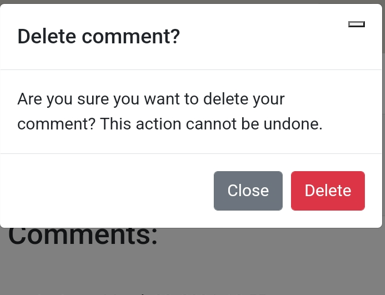 Delete comment?
Are you sure you want to delete your
comment? This action cannot be undone.
Close
Delete
Comments: